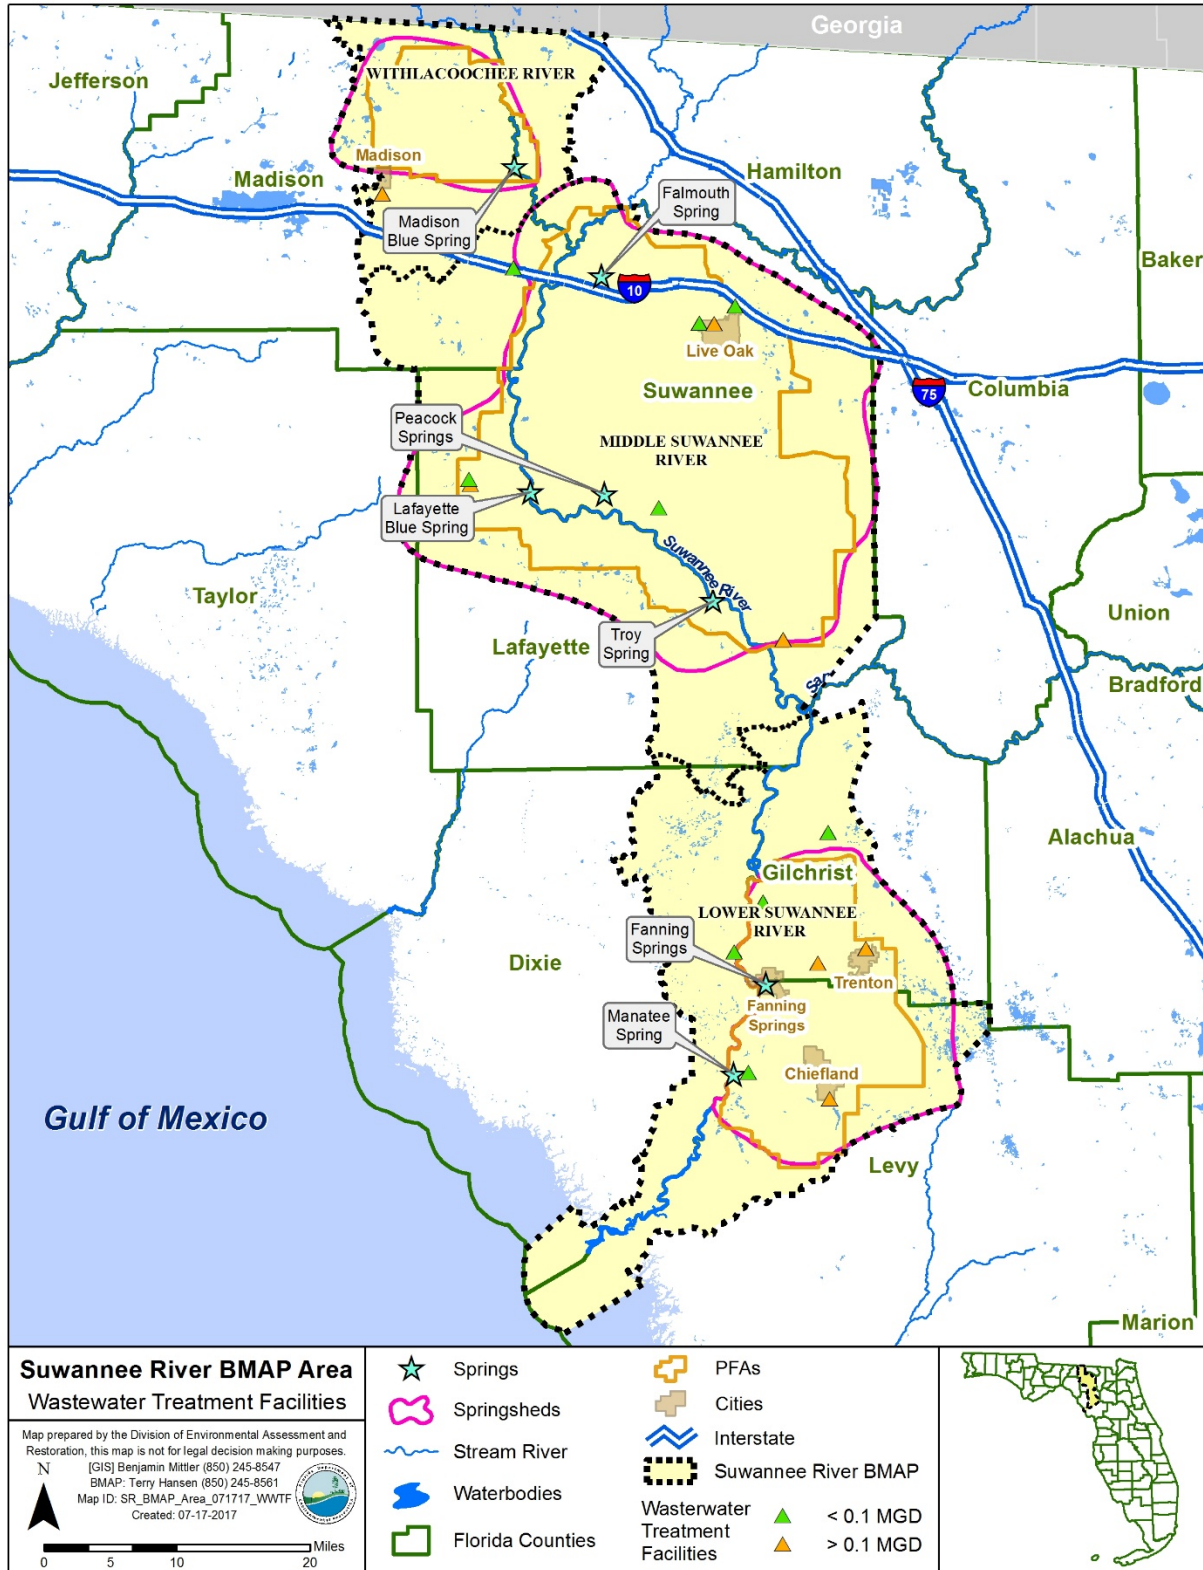 Georgia
Jefferson
WITHLACOOCHEE RIVER
Madison
Madison
Hamilton
Falmouth
Spring
Madison
Blue Spring
Baker
10
Live Oak
Suwannee
75
Columbia
Peacock
Springs
MIDDLE SUWANNEE
RIVER
Lafayette
Blue Spring
Suwannee River
Taylor
Union
Troy
Spring
Lafayette
Bradford
Sa
Alachua
Gilchrist
LOWER SUWANNEE
RIVER
Fanning
Springs
Dixie
Trenton
Fanning
Springs
Manatee
Spring
Chiefland
Gulf of Mexico
Levy
Marion
Suwannee River BMAP Area
Wastewater Treatment Facilities
Map prepared by the Division of Environmental Assessment and
Restoration, this map is not for legal decision making purposes.
[GIS] Benjamin Mittler (850) 245-8547
BMAP: Terry Hansen (850) 245-8561
Map ID: SR_BMAP_Area_071717_WWTF
Created: 07-17-2017
N
Miles
0 5 10 20
Springs
Springsheds
Stream River
Waterbodies
Florida Counties
PFAs
Cities
Interstate
Suwannee River BMAP
Wasterwater
Treatment
Facilities
< 0.1 MGD
> 0.1 MGD